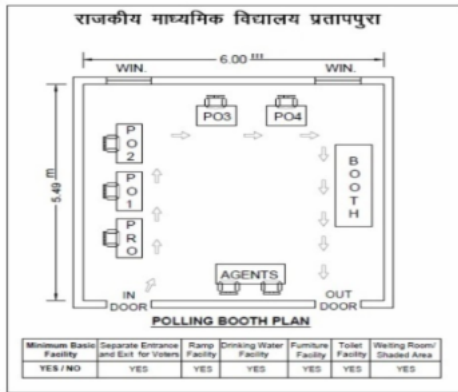 राजकीय माध्यमिक विद्यालय प्रतापपुरा
6.00 m
WIN. WIN.
PO3 PO4
PO2
PO1
PRO
BOOTH
5.49 m
AGENTS
IN DOOR
OUT DOOR
POLLING BOOTH PLAN
Minimum Basic Facility Separate Entrance and Exit for Voters Ramp Facility Drinking Water Facility Furniture Facility Toilet Facility Waiting Room/ Shaded Area
YES / NO YES YES YES YES YES YES